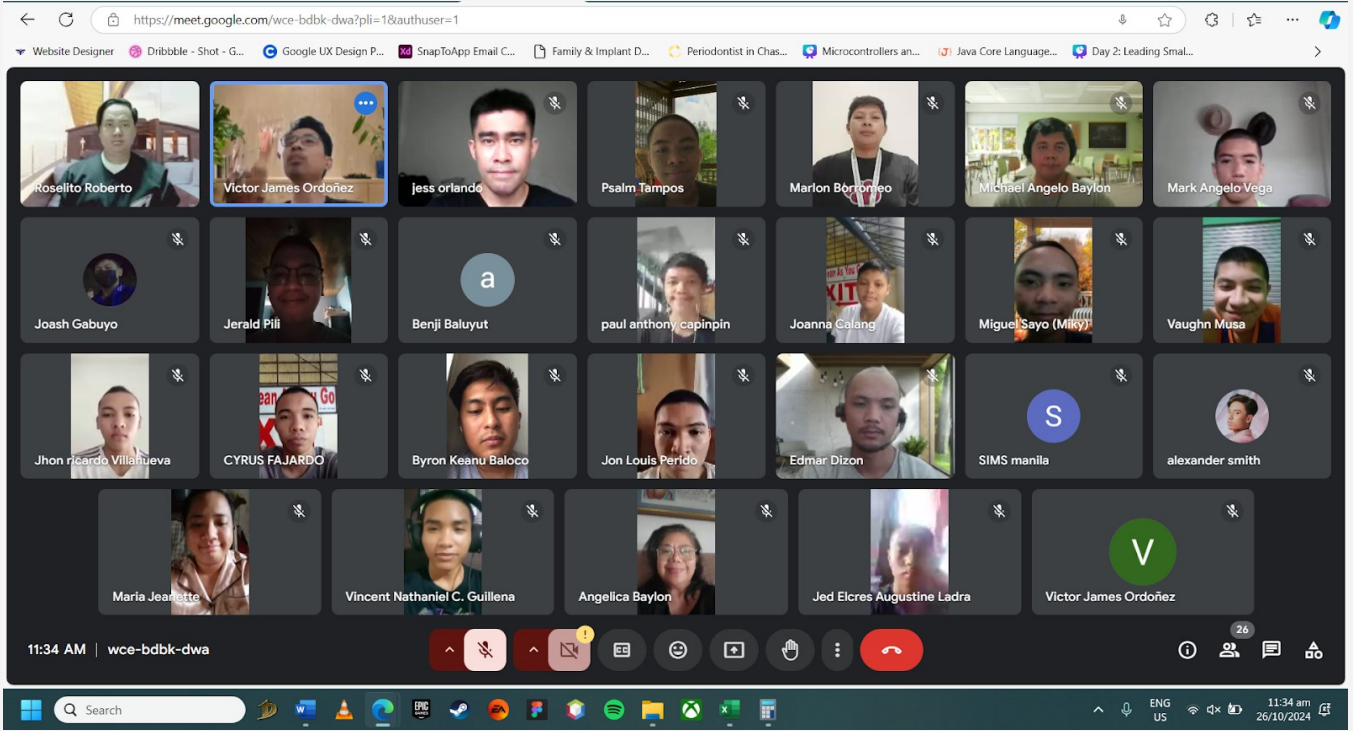 https://meet.google.com/wce-bdbk-dwa?pli=1&authuser=1
Website Designer
Dribbble - Shot - G...
Google UX Design P...
Xd
SnapToApp Email C...
Family & Implant D...
Periodontist in Chas...
Microcontrollers an...
(J)
Java Core Language...
Day 2: Leading Smal...
Roselito Roberto
Victor James Ordoñez
jess orlando
Psalm Tampos
Marlon Borromeo
Michael Angelo Baylon
Mark Angelo Vega
Joash Gabuyo
Jerald Pili
a
Benji Baluyut
paul anthony capinpin
XIT
Joanna Calang
Miguel Sayo (Miky)
Vaughn Musa
Jhon ricardo Villanueva
CYRUS FAJARDO
Byron Keanu Baloco
Jon Louis Perido
Edmar Dizon
S
SIMS manila
alexander smith
Maria Jeanette
Vincent Nathaniel C. Guillena
Angelica Baylon
Jed Elcres Augustine Ladra
V
Victor James Ordoñez
11:34 AM | wce-bdbk-dwa
!
26
Search
W
EPIC GAMES
EA
ENG
US
11:34 am
26/10/2024